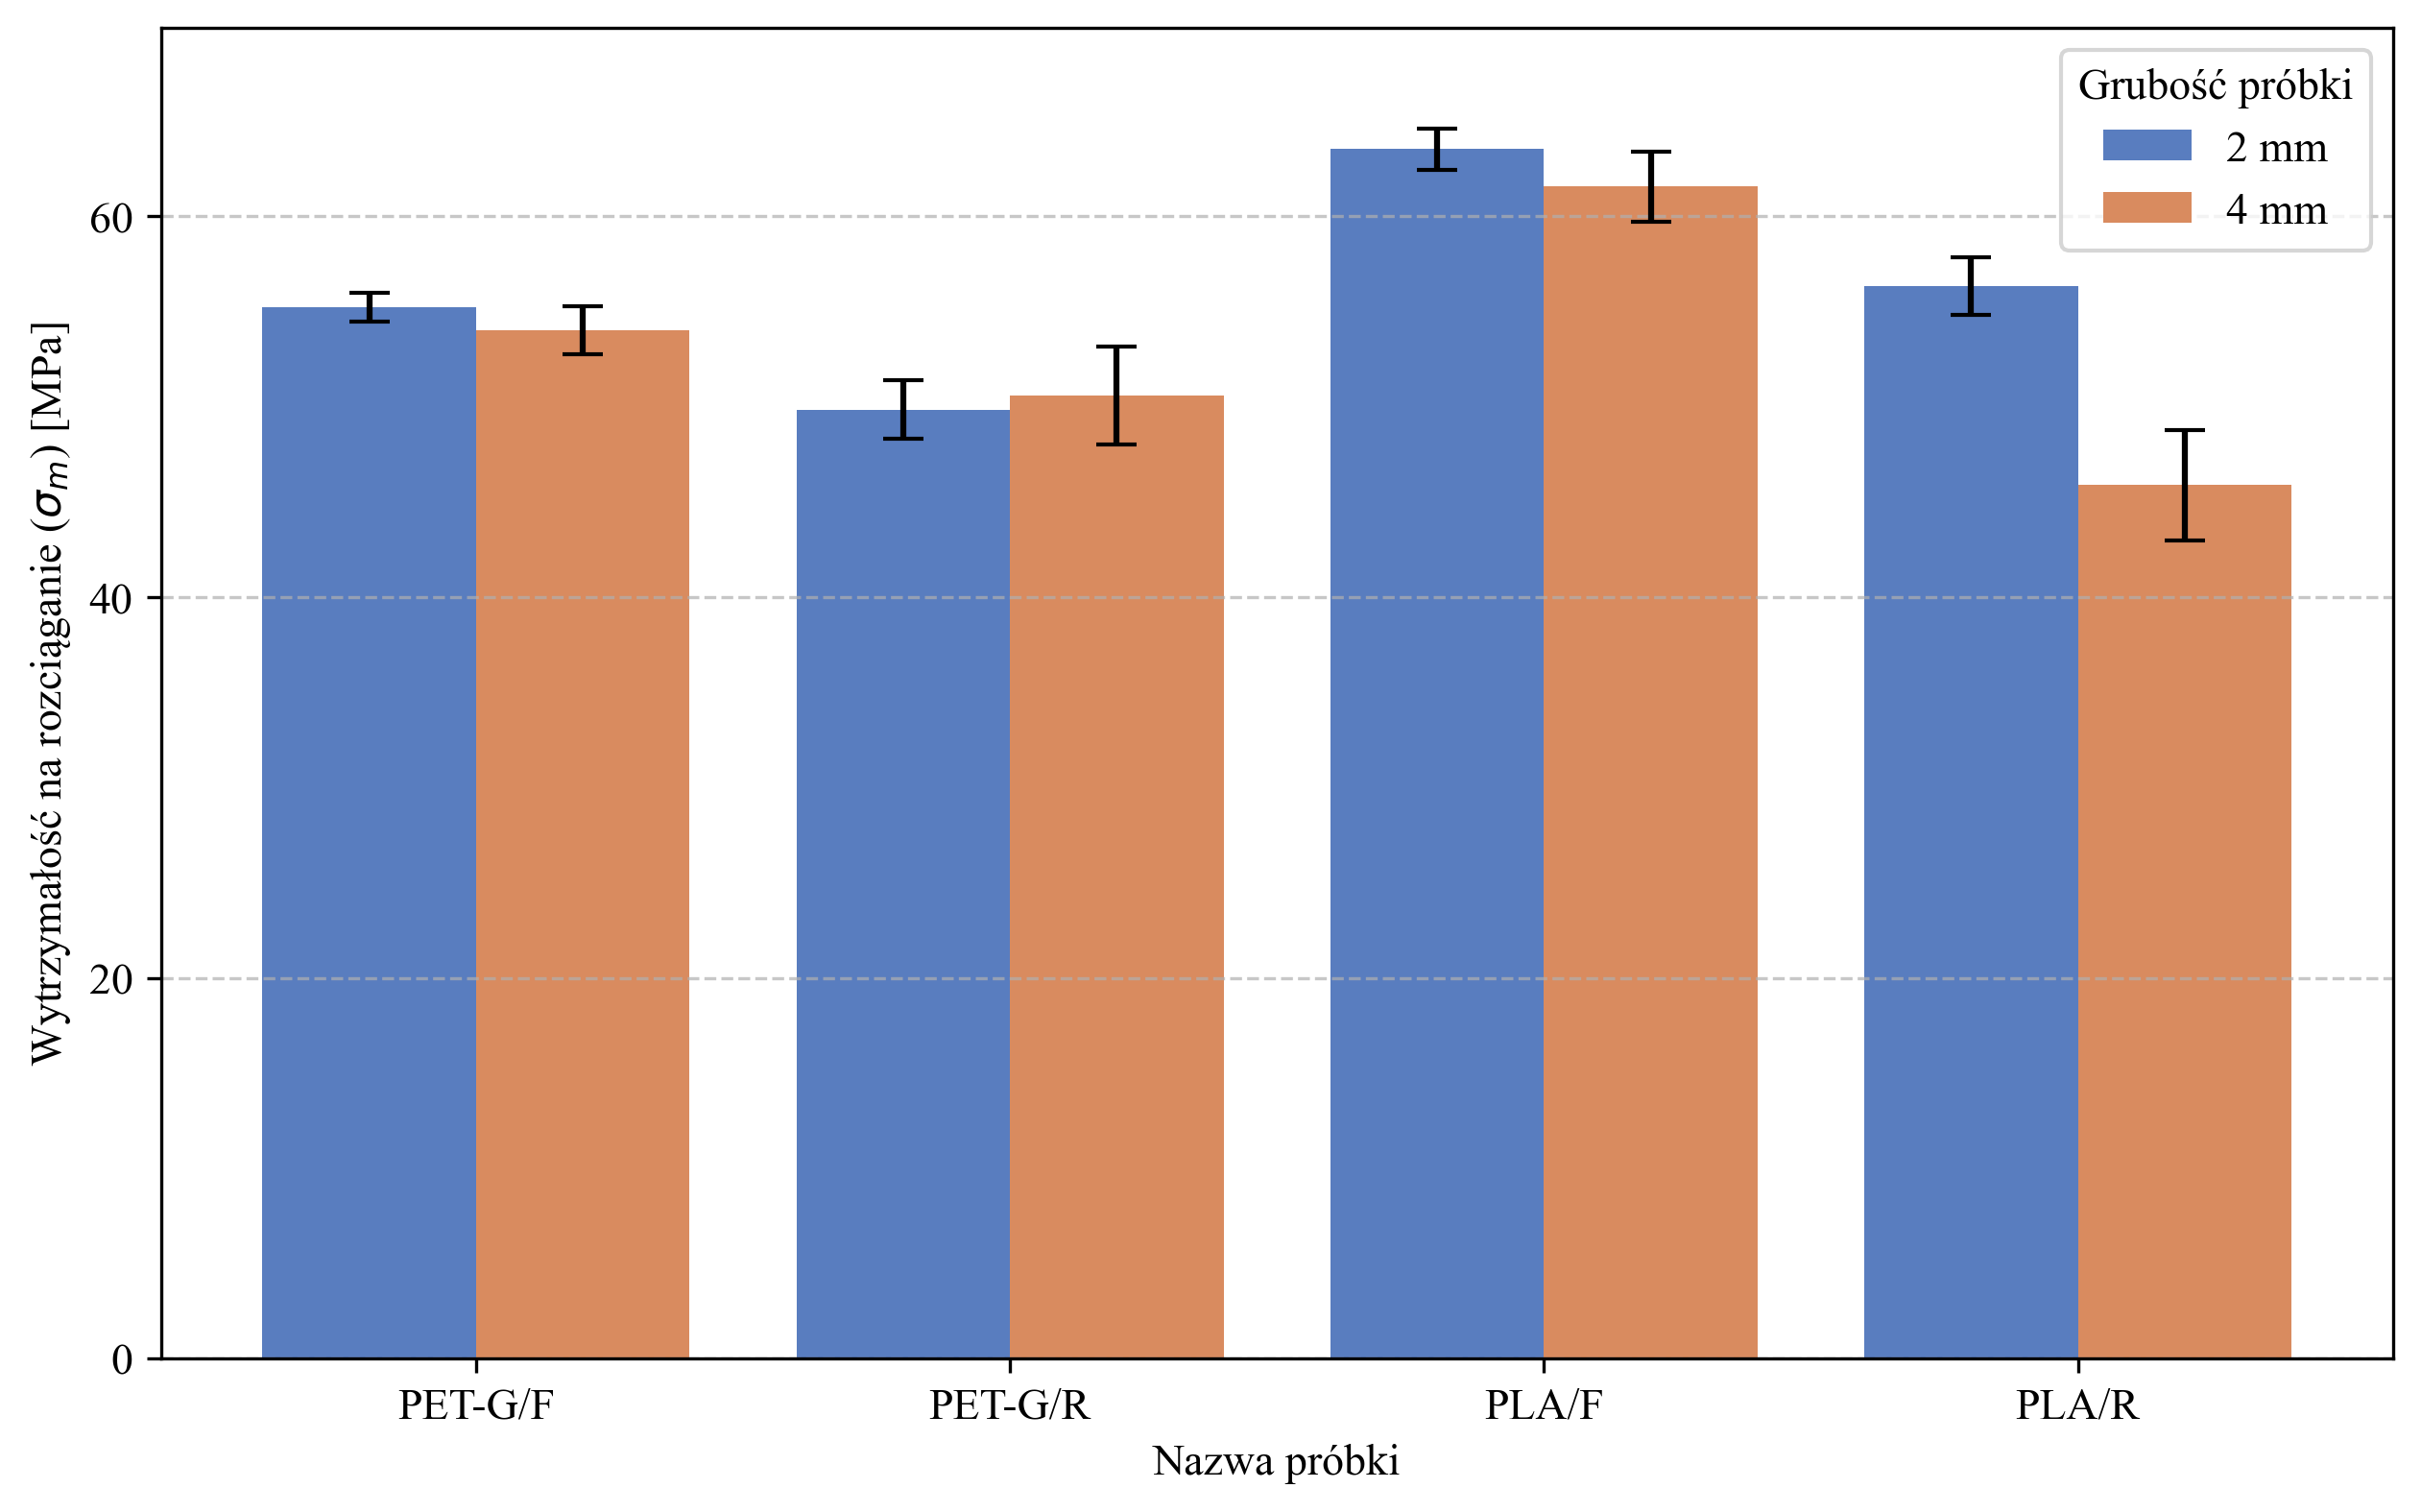 Grubość próbki
2 mm
4 mm
Wytrzymałość na rozciąganie (σm) [MPa]
60
40
20
0
PET-G/F
PET-G/R
PLA/F
PLA/R
Nazwa próbki